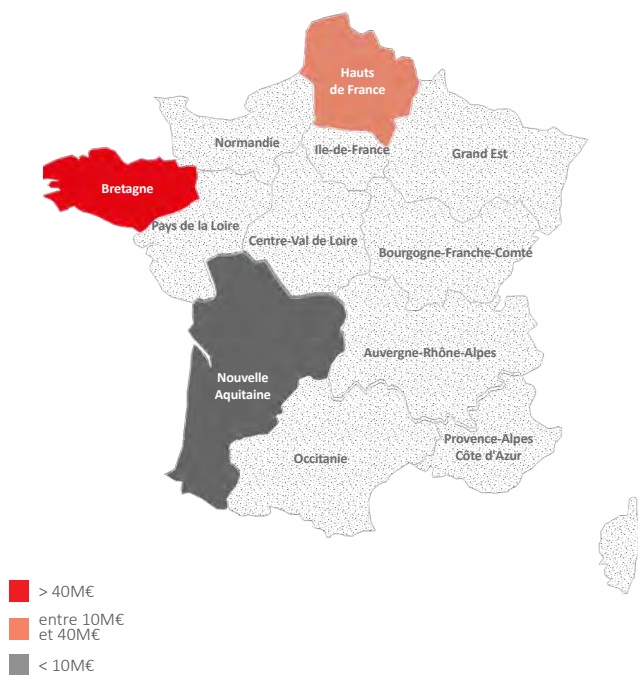 Hauts
de France
Normandie
Ile-de-France
Grand Est
Bretagne
Pays de la Loire
Centre-Val de Loire
Bourgogne-Franche-Comté
Auvergne-Rhône-Alpes
Nouvelle
Aquitaine
Provence-Alpes
Côte d'Azur
Occitanie
> 40M€
entre 10M€
et 40M€
< 10M€